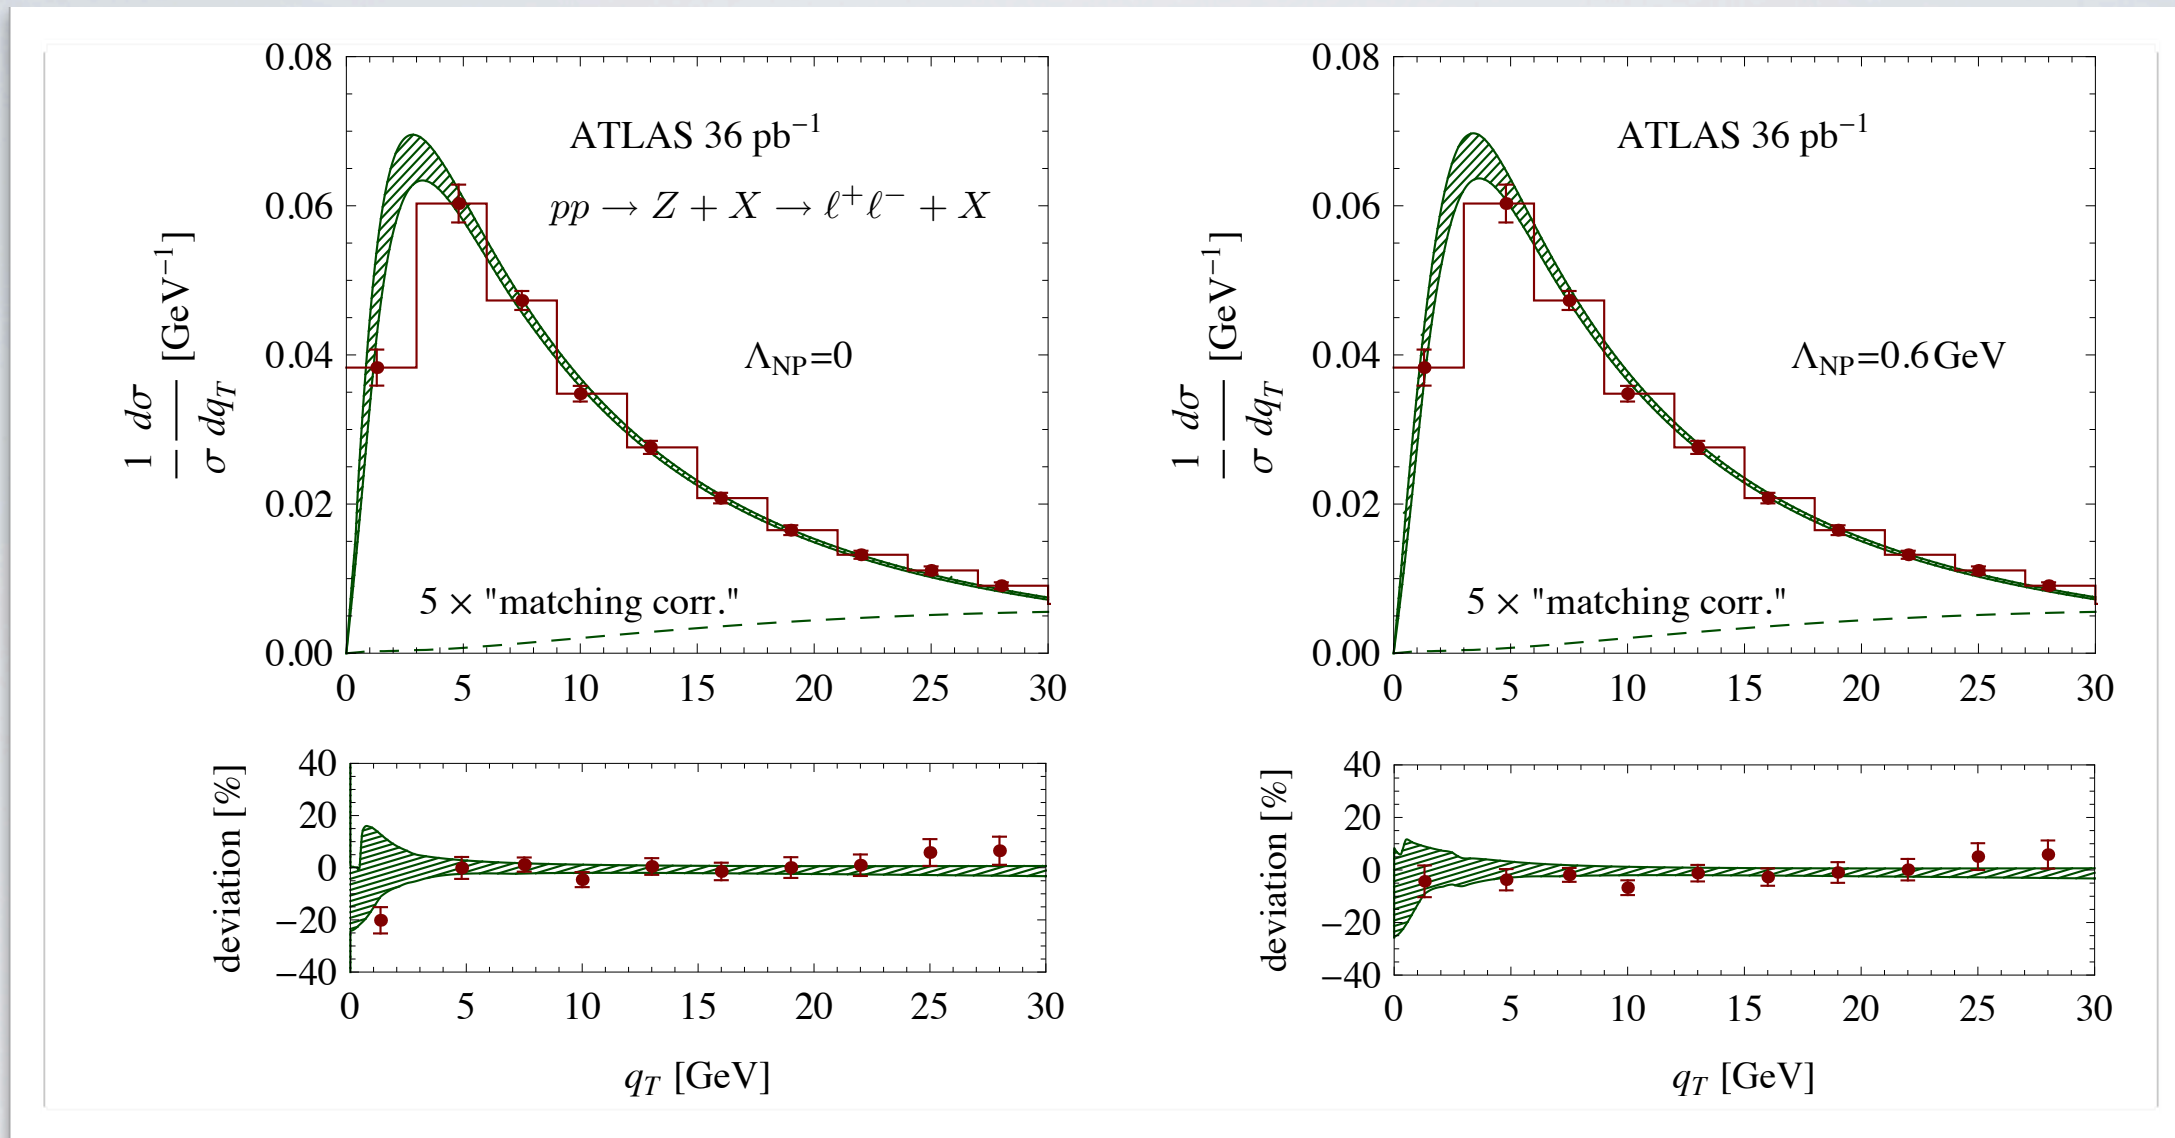 0.08
0.06
0.04
0.02
0.00
1/σ dσ/dq_T [GeV⁻¹]
ATLAS 36 pb⁻¹
pp → Z + X → ℓ⁺ℓ⁻ + X
Λ_NP=0
5 × "matching corr."
0 5 10 15 20 25 30
40
20
0
−20
−40
deviation [%]
0 5 10 15 20 25 30
q_T [GeV]
0.08
0.06
0.04
0.02
0.00
1/σ dσ/dq_T [GeV⁻¹]
ATLAS 36 pb⁻¹
Λ_NP=0.6 GeV
5 × "matching corr."
0 5 10 15 20 25 30
40
20
0
−20
−40
deviation [%]
0 5 10 15 20 25 30
q_T [GeV]